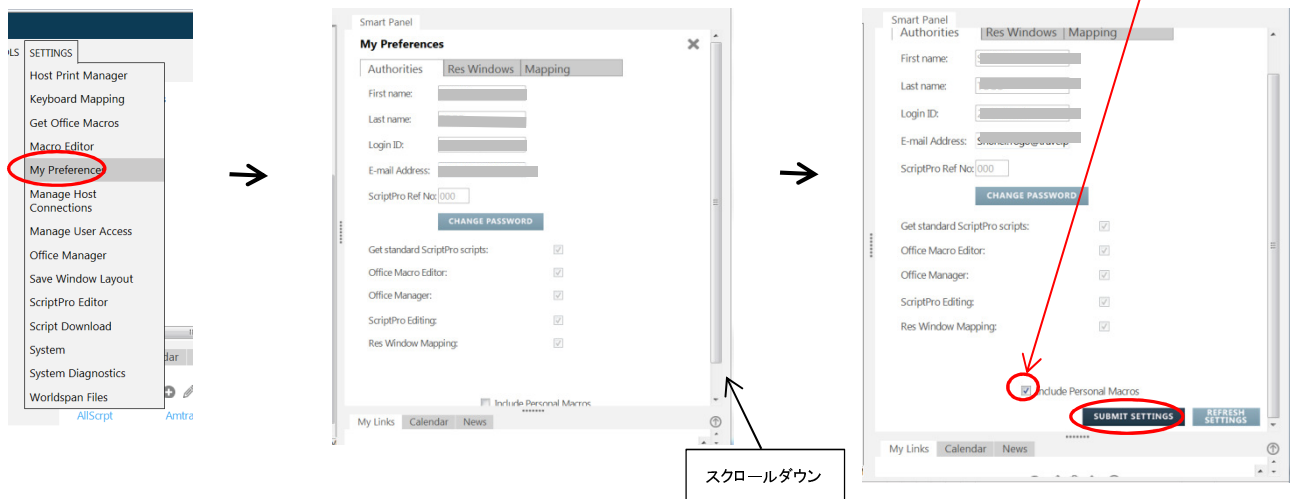 OLS SETTINGS
Host Print Manager
Keyboard Mapping
Get Office Macros
Macro Editor
My Preferences
Manage Host
Connections
Manage User Access
Office Manager
Save Window Layout
ScriptPro Editor
Script Download
System
System Diagnostics
Worldspan Files
dar
AllScrpt Amtra
Smart Panel
My Preferences
Authorities Res Windows Mapping
First name:
Last name:
Login ID:
E-mail Address:
ScriptPro Ref No: 000
CHANGE PASSWORD
Get standard ScriptPro scripts:
Office Macro Editor:
Office Manager:
ScriptPro Editing:
Res Window Mapping:
Include Personal Macros
My Links Calendar News
スクロールダウン
Smart Panel
Authorities Res Windows Mapping
First name:
Last name:
Login ID:
E-mail Address:
ScriptPro Ref No: 000
CHANGE PASSWORD
Get standard ScriptPro scripts:
Office Macro Editor:
Office Manager:
ScriptPro Editing:
Res Window Mapping:
Include Personal Macros
SUBMIT SETTINGS REFRESH SETTINGS
My Links Calendar News